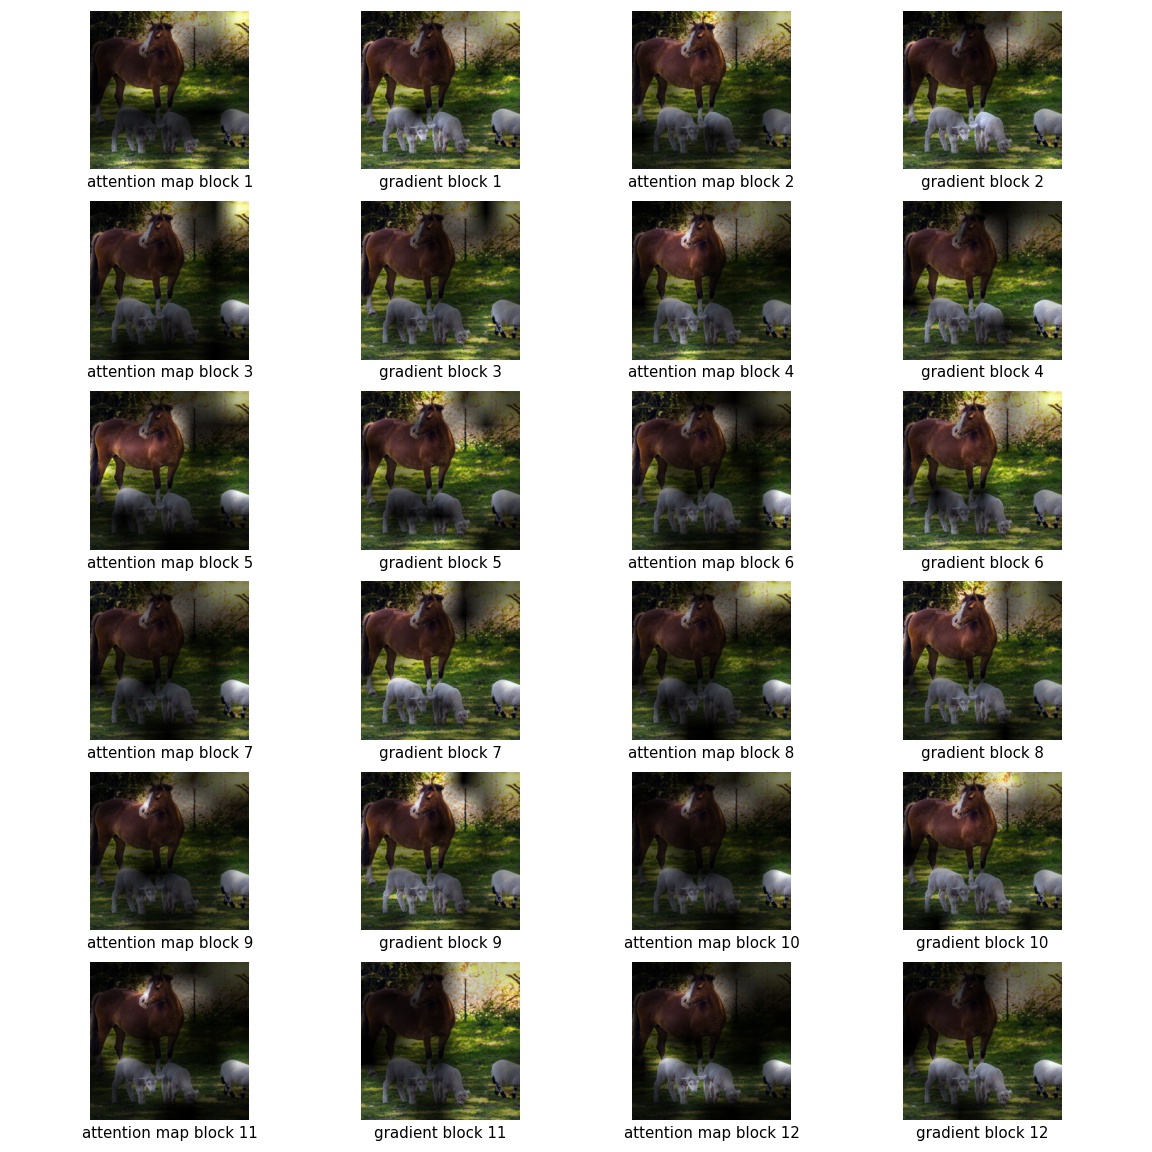 attention map block 1
gradient block 1
attention map block 2
gradient block 2
attention map block 3
gradient block 3
attention map block 4
gradient block 4
attention map block 5
gradient block 5
attention map block 6
gradient block 6
attention map block 7
gradient block 7
attention map block 8
gradient block 8
attention map block 9
gradient block 9
attention map block 10
gradient block 10
attention map block 11
gradient block 11
attention map block 12
gradient block 12